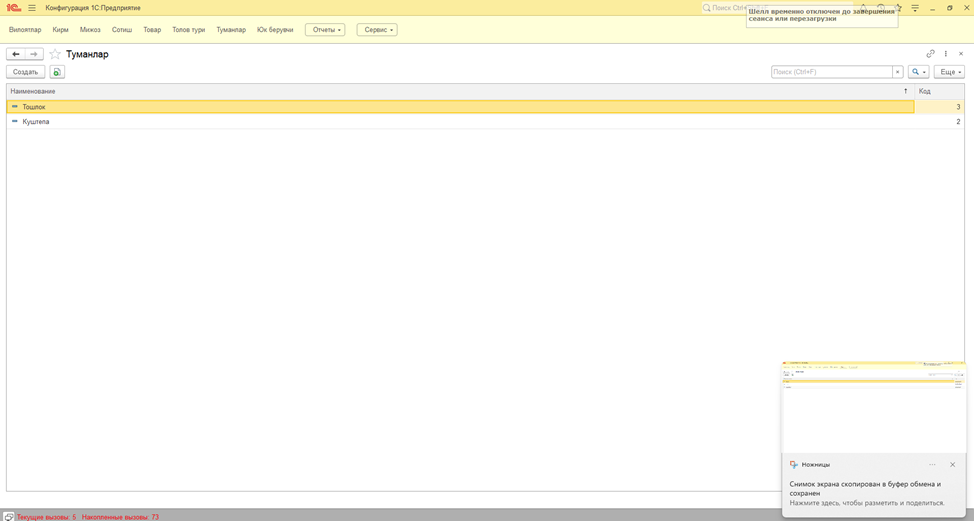 1С Конфигурация 1С:Предприятие
Поиск Ctrl
Шелл временно отключен до завершения
сеанса или перезагрузки
Вилоятлар Кирм Мижоз Сотиш Товар Толов тури Туманлар Юк берувчи Отчеты Сервис
Туманлар
Создать Поиск (Ctrl+F) Еще
Наименование Код
Тошлок 3
Куштепа 2
Ножницы
Снимок экрана скопирован в буфер обмена и
сохранен
Нажмите здесь, чтобы разметить и поделиться.
Текущие вызовы: 5 Накопленные вызовы: 73